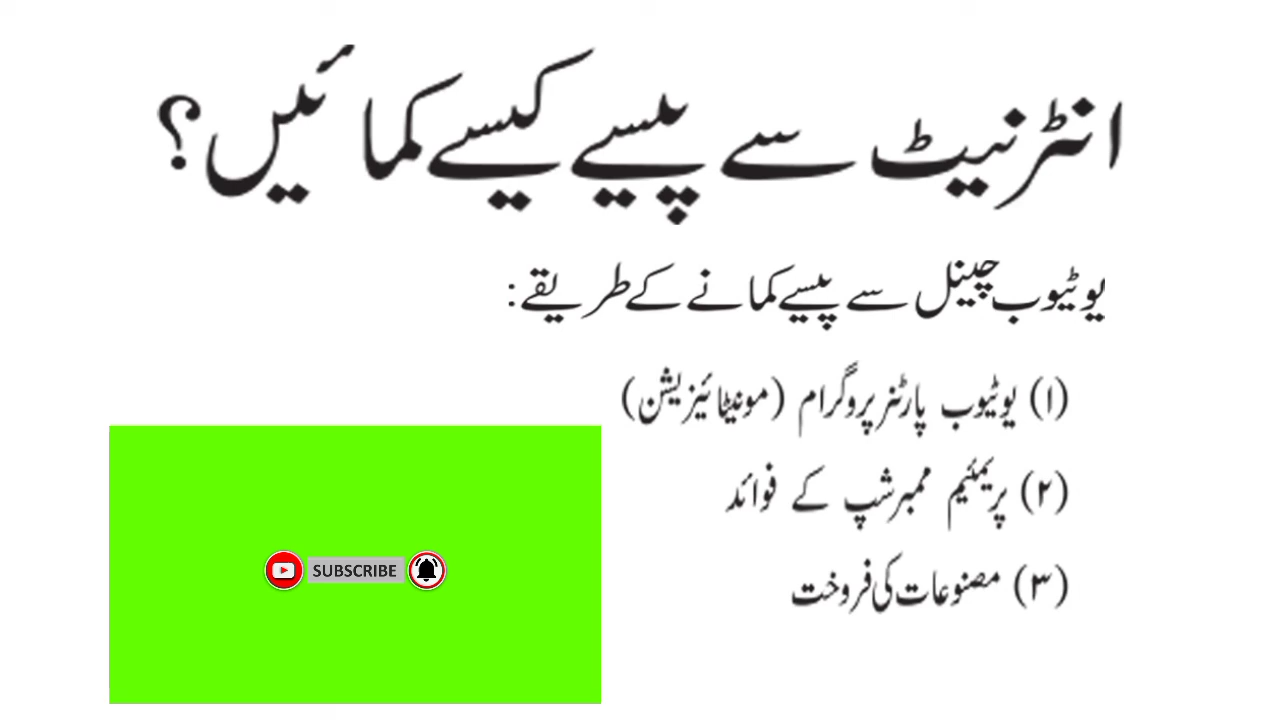 انٹرنیٹ سے پیسے کیسے کمائیں؟
یوٹیوب چینل سے پیسے کمانے کے طریقے:
(۱) یوٹیوب پارٹنر پروگرام (مونیٹائیزیشن)
(۲) پریمئیم ممبرشپ کے فوائد
(۳) مصنوعات کی فروخت
SUBSCRIBE